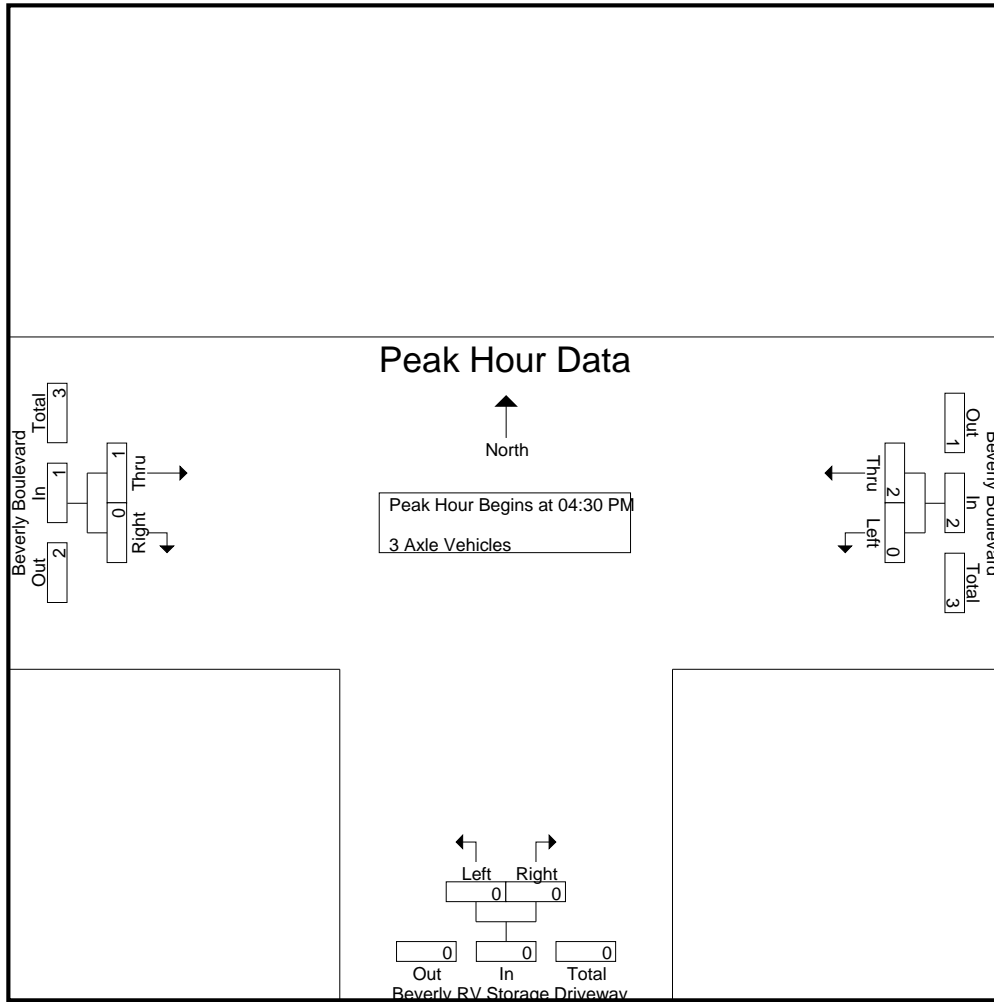 Peak Hour Data
North
Peak Hour Begins at 04:30 PM
3 Axle Vehicles
Beverly Boulevard
Total
3
In
1
Out
2
Thru
1
Right
0
Beverly Boulevard
Out
1
In
2
Total
3
Thru
2
Left
0
Left Right
0 0
0 0 0
Out In Total
Beverly RV Storage Driveway